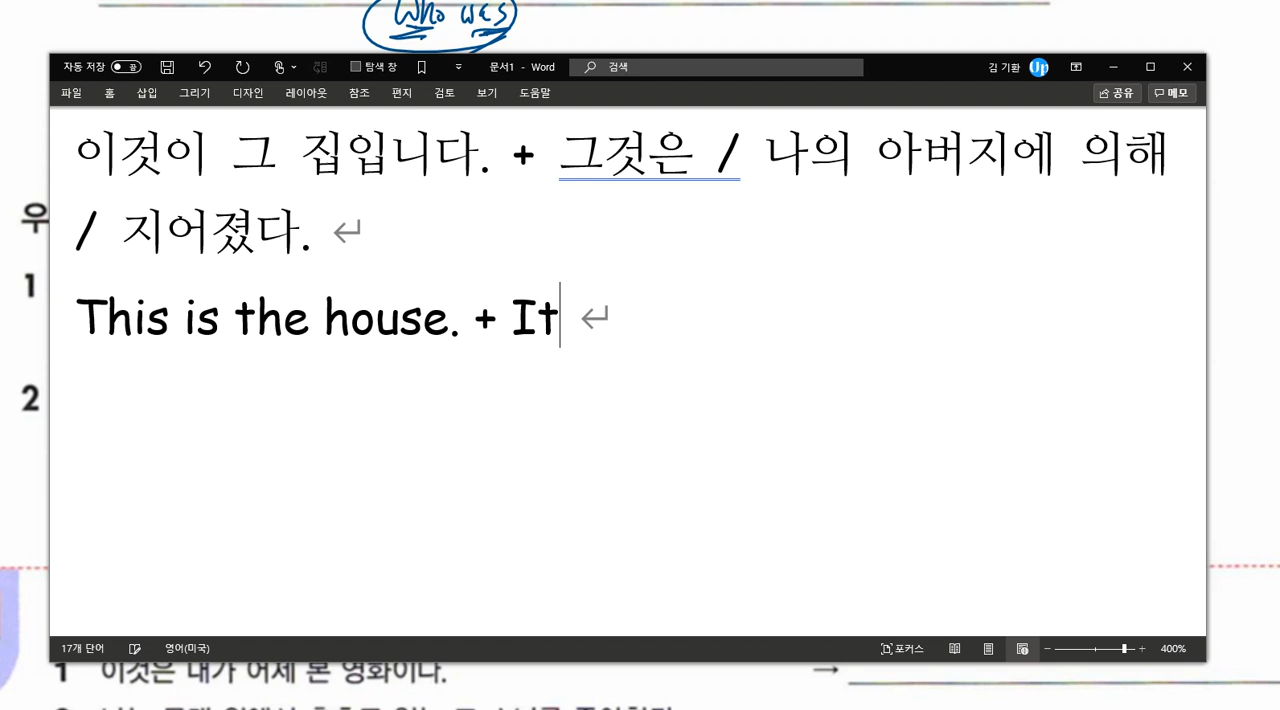 who was
자동 저장 끔 탐색 창 문서1 - Word 검색 김 기환 Up
파일 홈 삽입 그리기 디자인 레이아웃 참조 편지 검토 보기 도움말 공유 메모
이것이 그 집입니다. + 그것은 / 나의 아버지에 의해
/ 지어졌다. ↵
우
1
This is the house. + It ↵
2
17개 단어 영어(미국) 포커스 - + 400%
1 이것은 내가 어제 본 영화이다. →